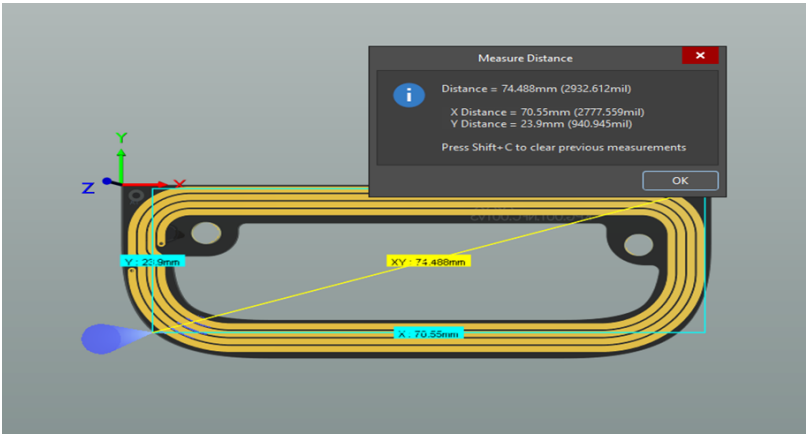 Measure Distance
Distance = 74.488mm (2932.612mil)
X Distance = 70.55mm (2777.559mil)
Y Distance = 23.9mm (940.945mil)
Press Shift+C to clear previous measurements
OK
Y
Z
X
Y : 23.9mm
XY : 74.488mm
X : 70.55mm